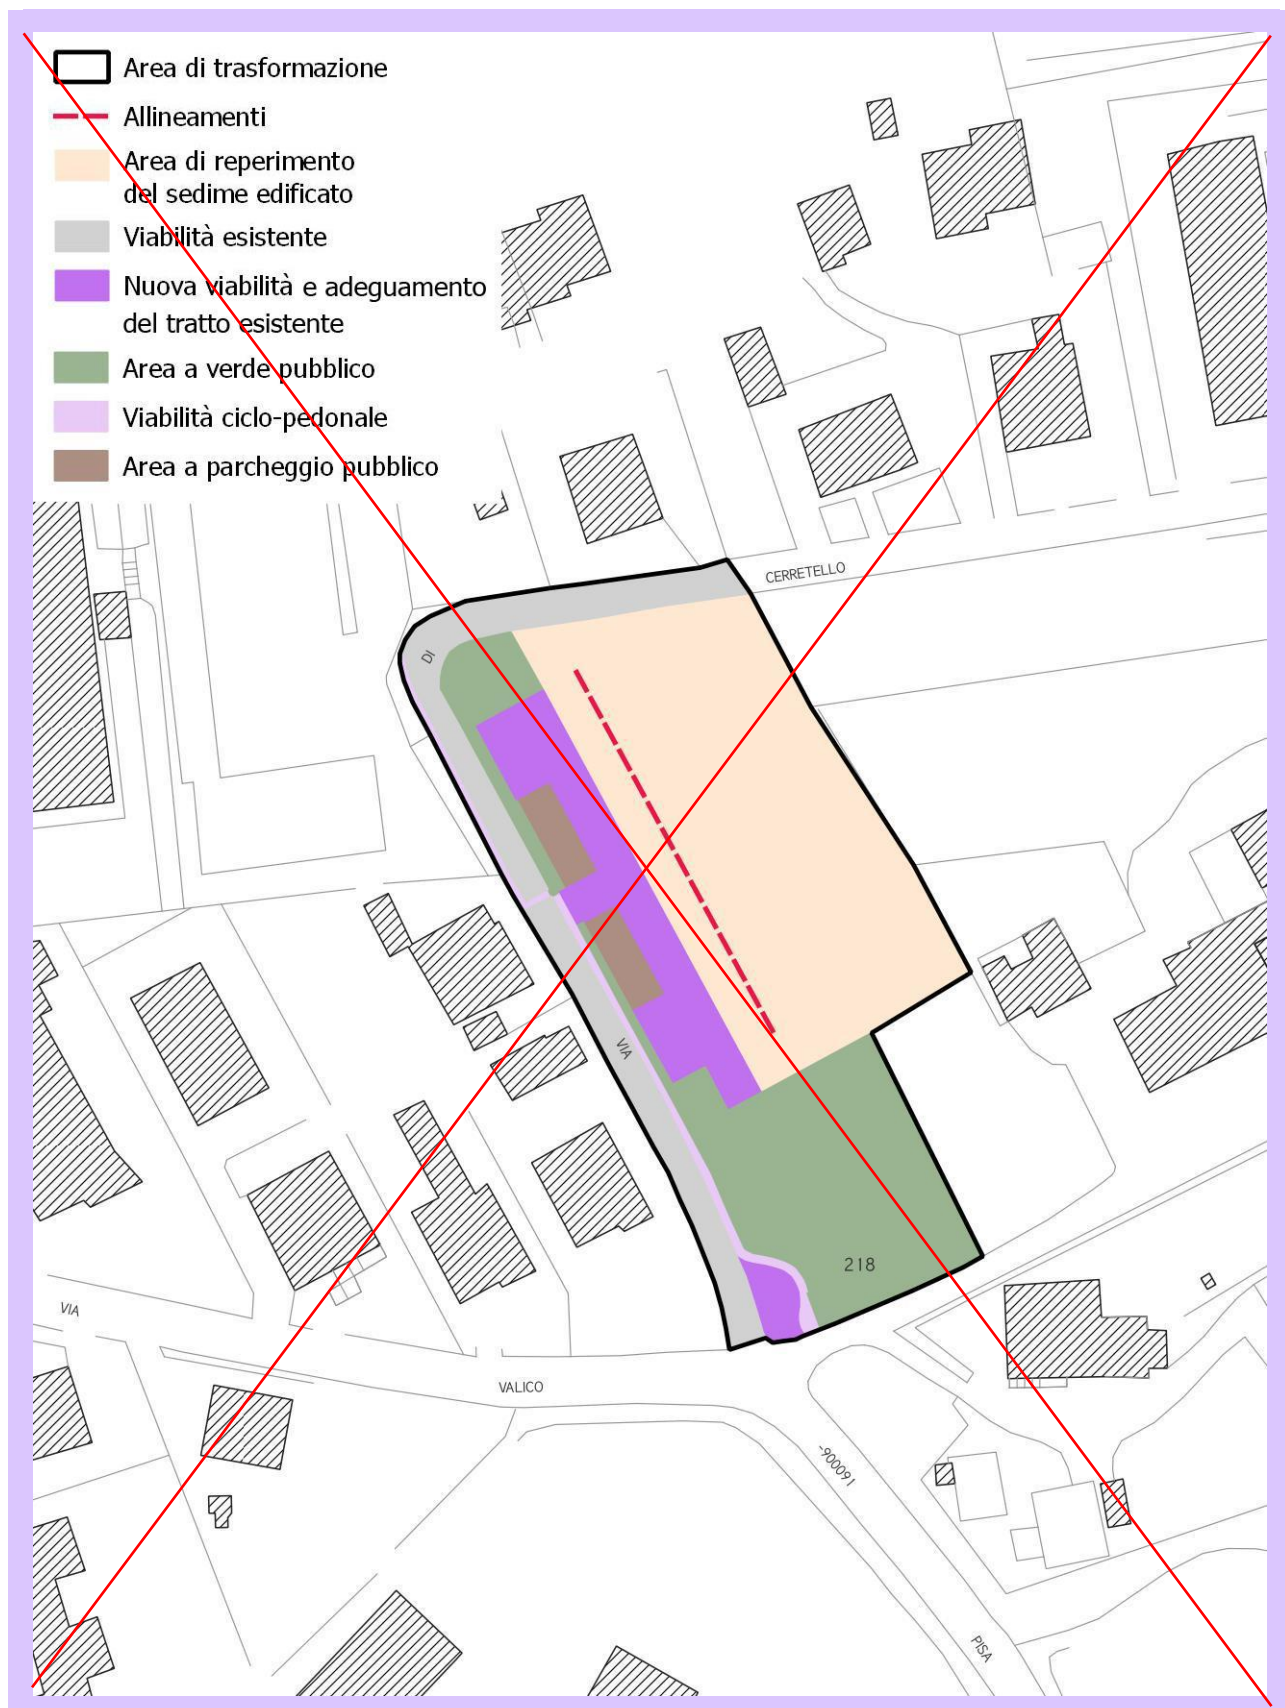 Area di trasformazione
Allineamenti
Area di reperimento
del sedime edificato
Viabilità esistente
Nuova viabilità e adeguamento
del tratto esistente
Area a verde pubblico
Viabilità ciclo-pedonale
Area a parcheggio pubblico
CERRETELLO
DI
VIA
218
VIA
VALICO
-900091
PISA